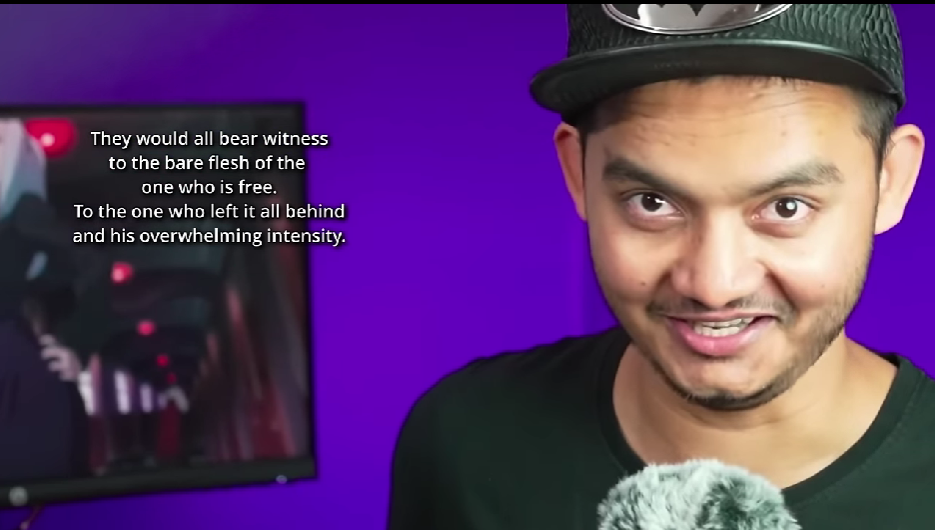 They would all bear witness
to the bare flesh of the
one who is free.
To the one who left it all behind
and his overwhelming intensity.